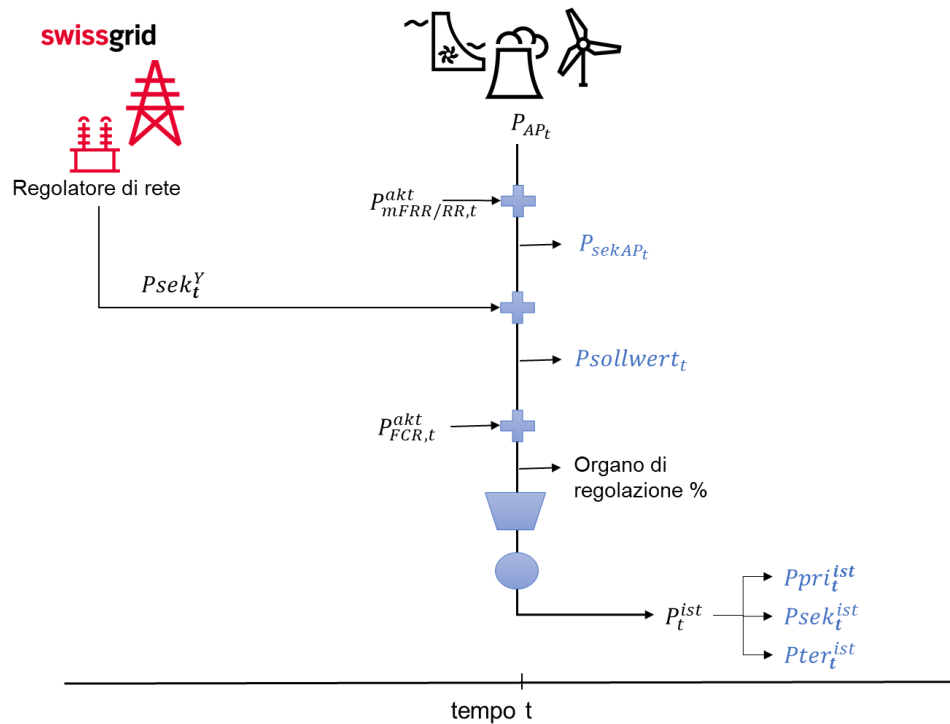 swissgrid
Regolatore di rete
P_{AP_t}
P^{akt}_{mFRR/RR,t}
P_{sekAP_t}
Psek^Y_t
Psollwert_t
P^{akt}_{FCR,t}
Organo di
regolazione %
P^{ist}_t
Ppri^{ist}_t
Psek^{ist}_t
Pter^{ist}_t
tempo t